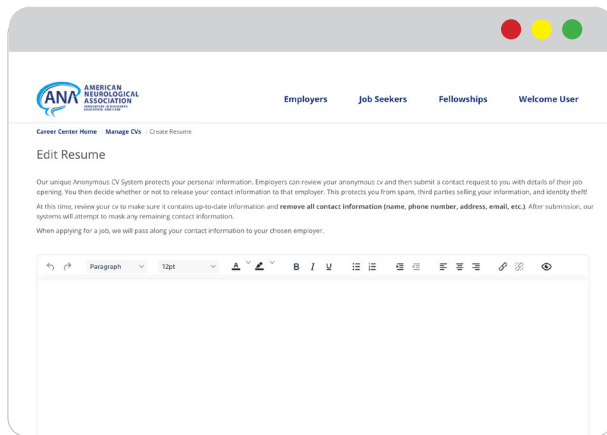 AMERICAN
NEUROLOGICAL
ASSOCIATION
ANA
Employers Job Seekers Fellowships Welcome User
Career Center Home Manage CVs Create Resume
Edit Resume
Our unique Anonymous CV System protects your personal information. Employers can review your anonymous cv and then submit a contact request to you with details of their job
opening. You then decide whether or not to release your contact information to that employer. This protects you from spam, third parties selling your information, and identity theft!
At this time, review your cv to make sure it contains up-to-date information and remove all contact information (name, phone number, address, email, etc.). After submission, our
systems will attempt to mask any remaining contact information.
When applying for a job, we will pass along your contact information to your chosen employer.
Paragraph 12pt A B I U